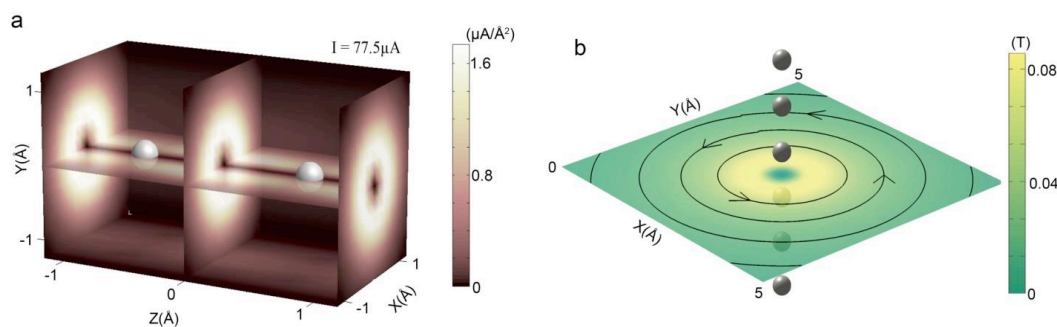 a
I = 77.5μA
(μA/Å²)
1.6
0.8
0
1
-1
Y(Å)
-1
0
1
Z(Å)
-1
1
X(Å)
b
(T)
0.08
0.04
0
5
Y(Å)
0
X(Å)
5